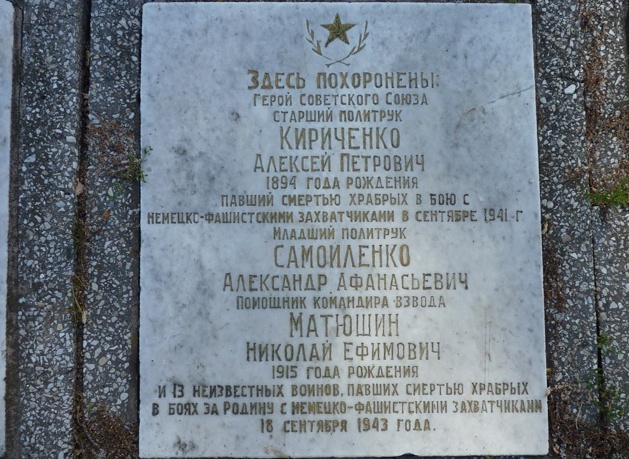 Здесь похоронены:
Герой Советского Союза
старший политрук
Кириченко
Алексей Петрович
1894 года рождения
павший смертью храбрых в бою с
немецко-фашистскими захватчиками в сентябре 1941 г
Младший политрук
Самойленко
Александр Афанасьевич
Помощник командира взвода
Матюшин
Николай Ефимович
1915 года рождения
и 13 неизвестных воинов, павших смертью храбрых
в боях за Родину с немецко-фашистскими захватчиками
18 сентября 1943 года.